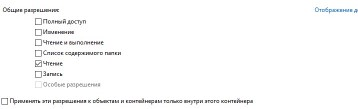 Общие разрешения:
Отображение д
Полный доступ
Изменение
Чтение и выполнение
Список содержимого папки
Чтение
Запись
Особые разрешения
Применять эти разрешения к объектам и контейнерам только внутри этого контейнера